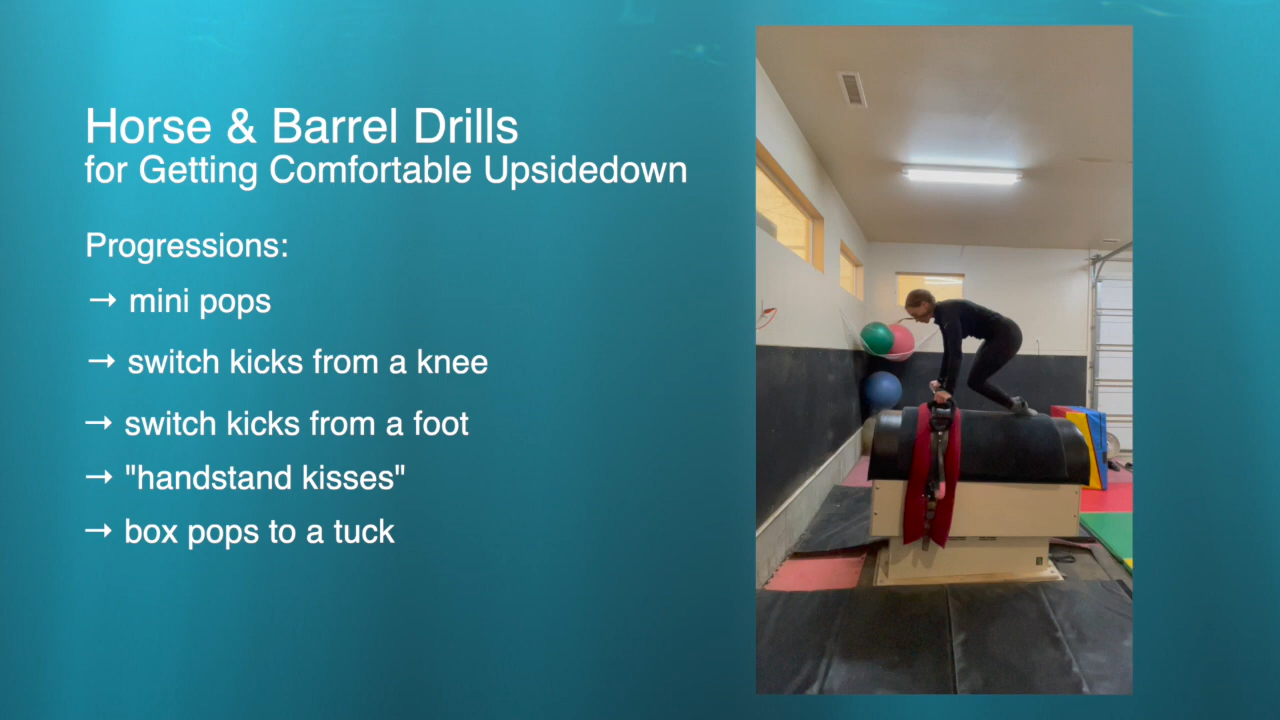 Horse & Barrel Drills
for Getting Comfortable Upsidedown
Progressions:
→ mini pops
→ switch kicks from a knee
→ switch kicks from a foot
→ "handstand kisses"
→ box pops to a tuck